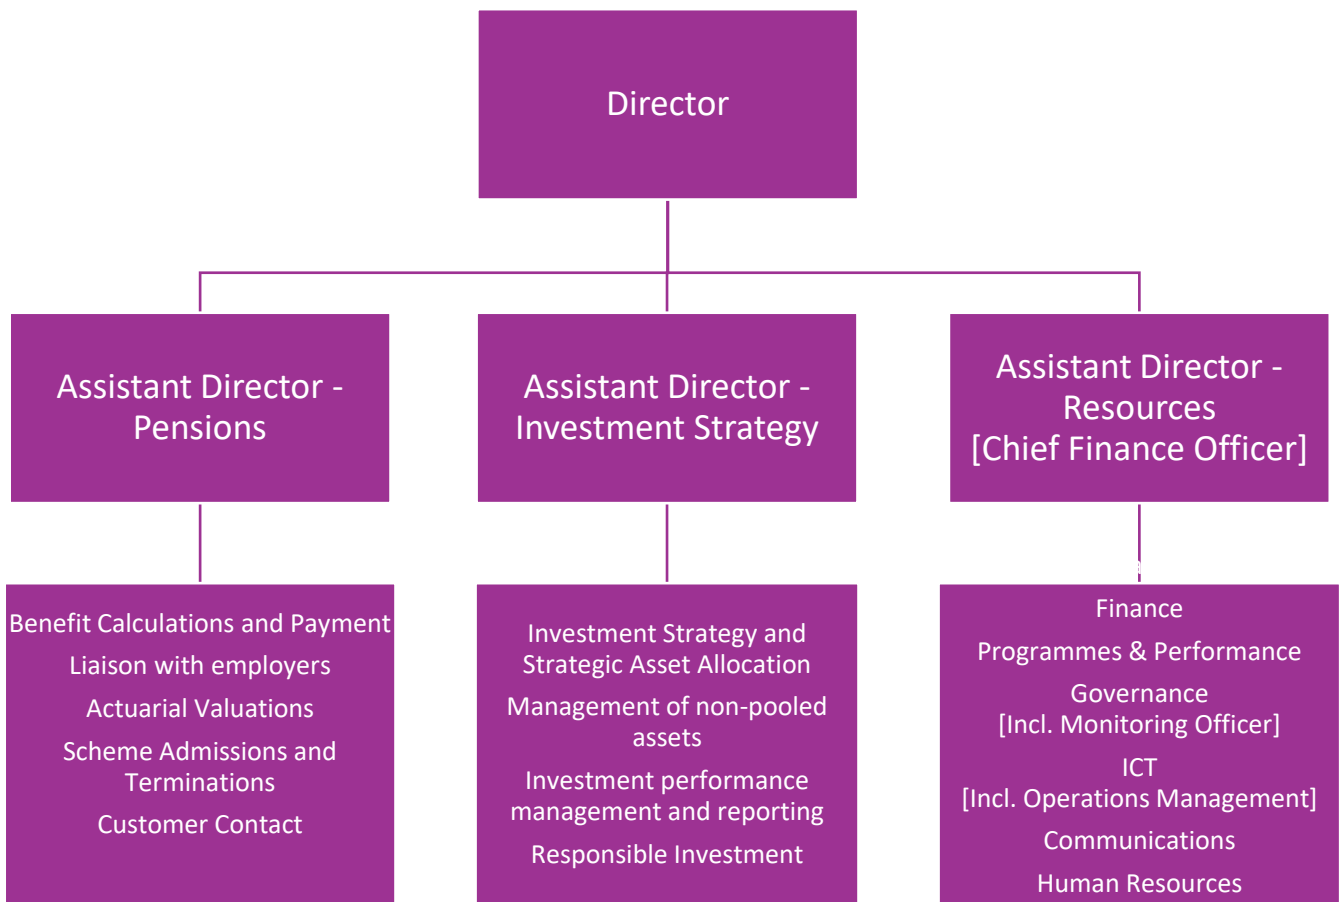 Director
Assistant Director -
Pensions
Assistant Director -
Investment Strategy
Assistant Director -
Resources
[Chief Finance Officer]
Benefit Calculations and Payment
Liaison with employers
Actuarial Valuations
Scheme Admissions and
Terminations
Customer Contact
Investment Strategy and
Strategic Asset Allocation
Management of non-pooled
assets
Investment performance
management and reporting
Responsible Investment
Finance
Programmes & Performance
Governance
[Incl. Monitoring Officer]
ICT
[Incl. Operations Management]
Communications
Human Resources